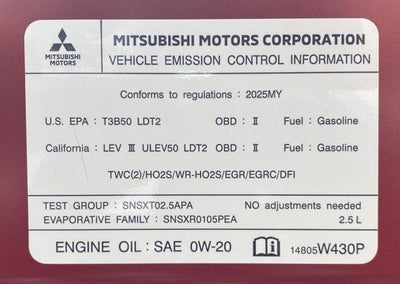 MITSUBISHI MOTORS
MITSUBISHI MOTORS CORPORATION
VEHICLE EMISSION CONTROL INFORMATION
Conforms to regulations : 2025MY
U.S. EPA : T3B50 LDT2 OBD : II Fuel : Gasoline
California : LEV III ULEV50 LDT2 OBD : II Fuel : Gasoline
TWC(2)/HO2S/WR-HO2S/EGR/EGRC/DFI
TEST GROUP : SNSXT02.5APA NO adjustments needed
EVAPORATIVE FAMILY : SNSXR0105PEA 2.5 L
ENGINE OIL : SAE 0W-20 14805W430P